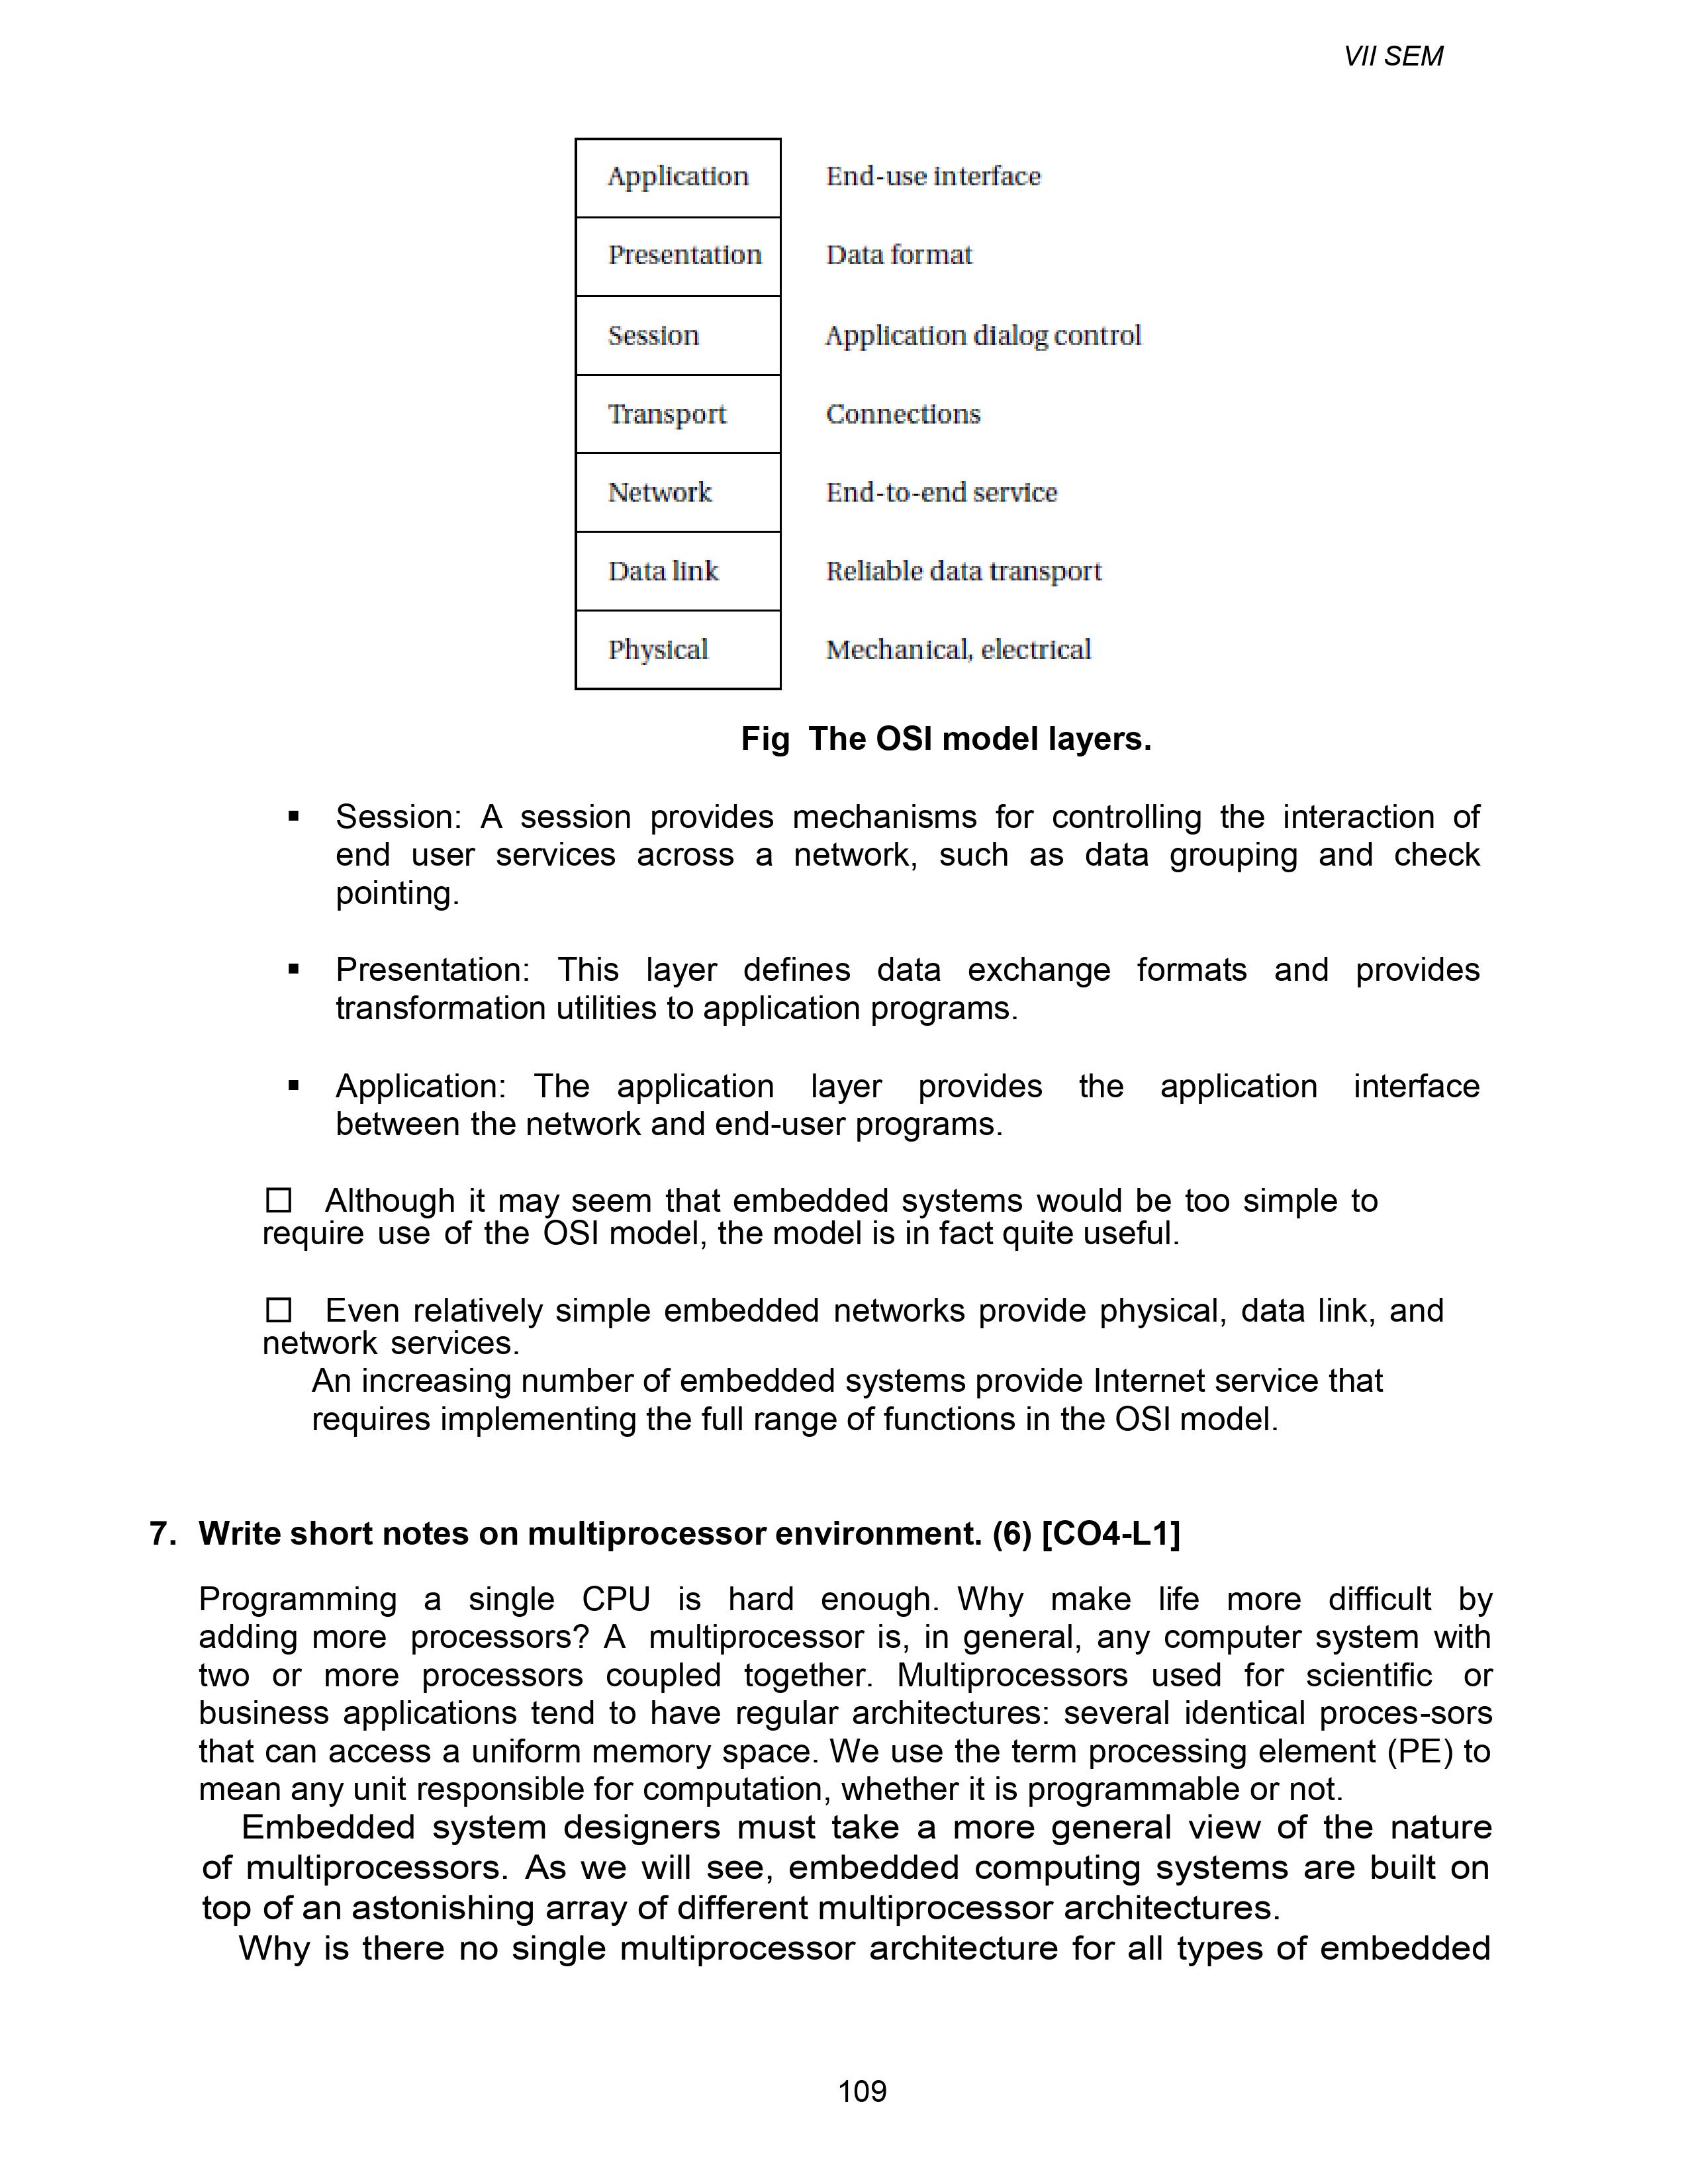 VII SEM
Application End-use interface
Presentation Data format
Session Application dialog control
Transport Connections
Network End-to-end service
Data link Reliable data transport
Physical Mechanical, electrical
Fig The OSI model layers.
▪ Session: A session provides mechanisms for controlling the interaction of
end user services across a network, such as data grouping and check
pointing.
▪ Presentation: This layer defines data exchange formats and provides
transformation utilities to application programs.
▪ Application: The application layer provides the application interface
between the network and end-user programs.
□ Although it may seem that embedded systems would be too simple to
require use of the OSI model, the model is in fact quite useful.
□ Even relatively simple embedded networks provide physical, data link, and
network services.
An increasing number of embedded systems provide Internet service that
requires implementing the full range of functions in the OSI model.
7. Write short notes on multiprocessor environment. (6) [CO4-L1]
Programming a single CPU is hard enough. Why make life more difficult by
adding more processors? A multiprocessor is, in general, any computer system with
two or more processors coupled together. Multiprocessors used for scientific or
business applications tend to have regular architectures: several identical proces-sors
that can access a uniform memory space. We use the term processing element (PE) to
mean any unit responsible for computation, whether it is programmable or not.
Embedded system designers must take a more general view of the nature
of multiprocessors. As we will see, embedded computing systems are built on
top of an astonishing array of different multiprocessor architectures.
Why is there no single multiprocessor architecture for all types of embedded
109